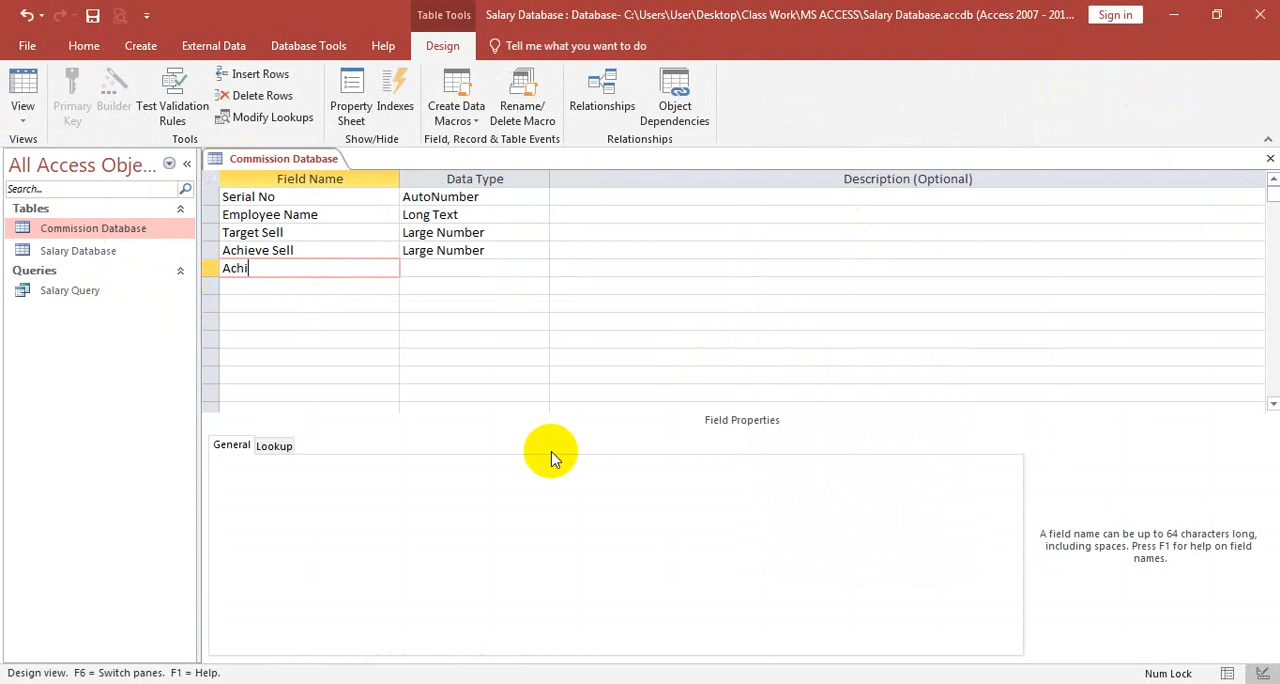 Table Tools
Salary Database : Database- C:\Users\User\Desktop\Class Work\MS ACCESS\Salary Database.accdb (Access 2007 - 201...
Sign in
File Home Create External Data Database Tools Help Design Tell me what you want to do
View
Primary Key
Builder
Test Validation Rules
Insert Rows
Delete Rows
Modify Lookups
Property Sheet
Indexes
Create Data Macros
Rename/ Delete Macro
Relationships
Object Dependencies
Views Tools Show/Hide Field, Record & Table Events Relationships
All Access Obje...
Search...
Tables
Commission Database
Salary Database
Queries
Salary Query
Commission Database
Field Name Data Type Description (Optional)
Serial No AutoNumber
Employee Name Long Text
Target Sell Large Number
Achieve Sell Large Number
Achi
Field Properties
General Lookup
A field name can be up to 64 characters long,
including spaces. Press F1 for help on field
names.
Design view. F6 = Switch panes. F1 = Help.
Num Lock